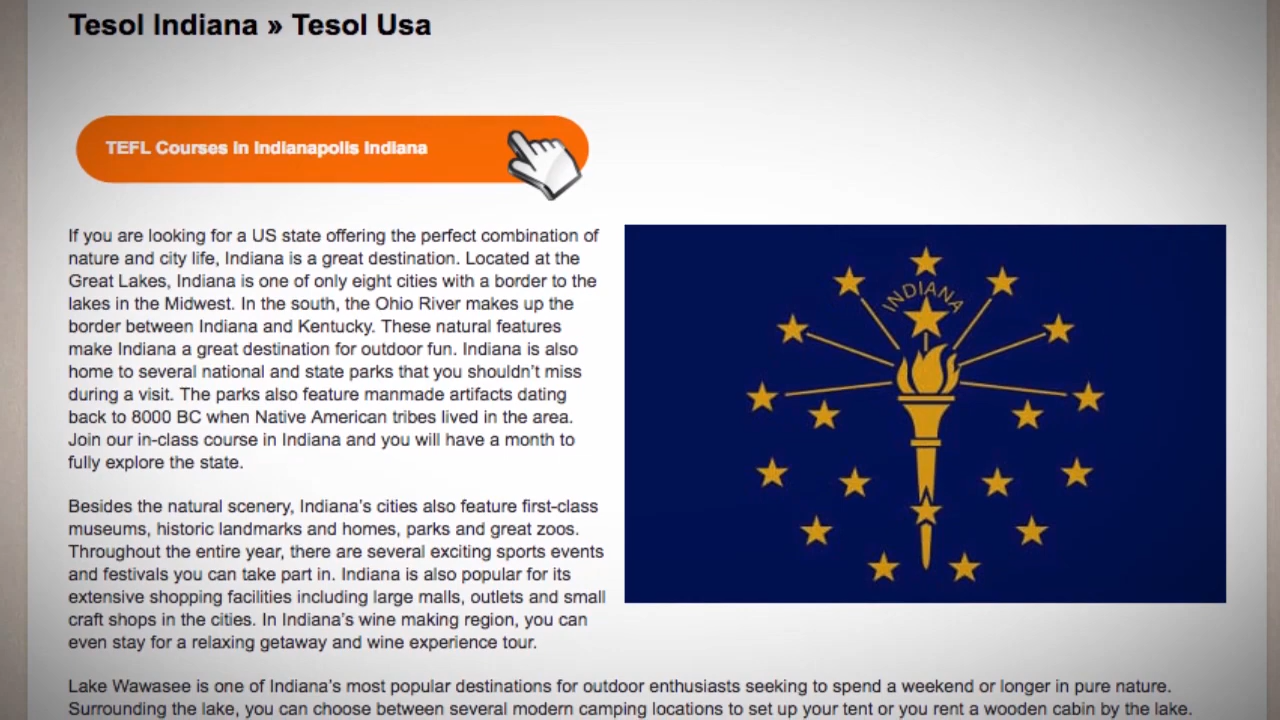 Tesol Indiana » Tesol Usa
TEFL Courses in Indianapolis Indiana
If you are looking for a US state offering the perfect combination of
nature and city life, Indiana is a great destination. Located at the
Great Lakes, Indiana is one of only eight cities with a border to the
lakes in the Midwest. In the south, the Ohio River makes up the
border between Indiana and Kentucky. These natural features
make Indiana a great destination for outdoor fun. Indiana is also
home to several national and state parks that you shouldn’t miss
during a visit. The parks also feature manmade artifacts dating
back to 8000 BC when Native American tribes lived in the area.
Join our in-class course in Indiana and you will have a month to
fully explore the state.
INDIANA
Besides the natural scenery, Indiana’s cities also feature first-class
museums, historic landmarks and homes, parks and great zoos.
Throughout the entire year, there are several exciting sports events
and festivals you can take part in. Indiana is also popular for its
extensive shopping facilities including large malls, outlets and small
craft shops in the cities. In Indiana’s wine making region, you can
even stay for a relaxing getaway and wine experience tour.
Lake Wawasee is one of Indiana’s most popular destinations for outdoor enthusiasts seeking to spend a weekend or longer in pure nature.
Surrounding the lake, you can choose between several modern camping locations to set up your tent or you rent a wooden cabin by the lake.